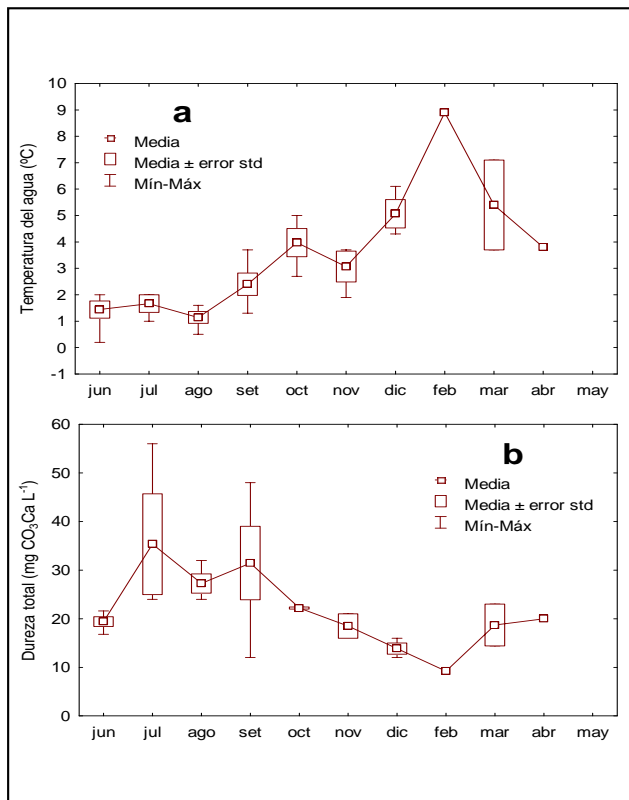 10
9
8
7
6
5
4
3
2
1
0
-1
Temperatura del agua (ºC)
a
Media
Media ± error std
Mín-Máx
jun jul ago set oct nov dic feb mar abr may
60
50
40
30
20
10
0
Dureza total (mg CO₃Ca L⁻¹)
b
Media
Media ± error std
Mín-Máx
jun jul ago set oct nov dic feb mar abr may